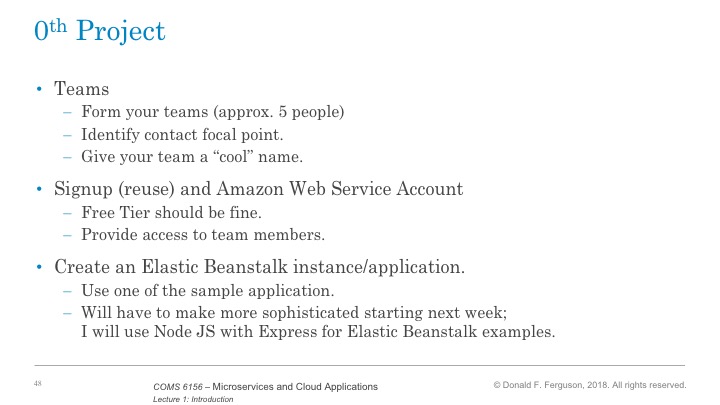 0th Project
• Teams
– Form your teams (approx. 5 people)
– Identify contact focal point.
– Give your team a “cool” name.
• Signup (reuse) and Amazon Web Service Account
– Free Tier should be fine.
– Provide access to team members.
• Create an Elastic Beanstalk instance/application.
– Use one of the sample application.
– Will have to make more sophisticated starting next week;
I will use Node JS with Express for Elastic Beanstalk examples.
48
COMS 6156 – Microservices and Cloud Applications
Lecture 1: Introduction
© Donald F. Ferguson, 2018. All rights reserved.